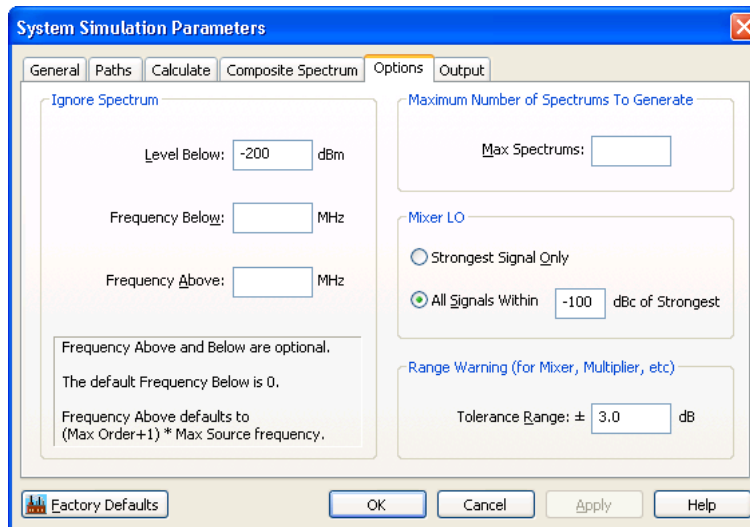 System Simulation Parameters
General Paths Calculate Composite Spectrum Options Output
Ignore Spectrum
Level Below: -200 dBm
Frequency Below: MHz
Frequency Above: MHz
Frequency Above and Below are optional.
The default Frequency Below is 0.
Frequency Above defaults to
(Max Order+1) * Max Source frequency.
Maximum Number of Spectrums To Generate
Max Spectrums:
Mixer LO
Strongest Signal Only
All Signals Within -100 dBc of Strongest
Range Warning (for Mixer, Multiplier, etc)
Tolerance Range: ± 3.0 dB
Factory Defaults OK Cancel Apply Help